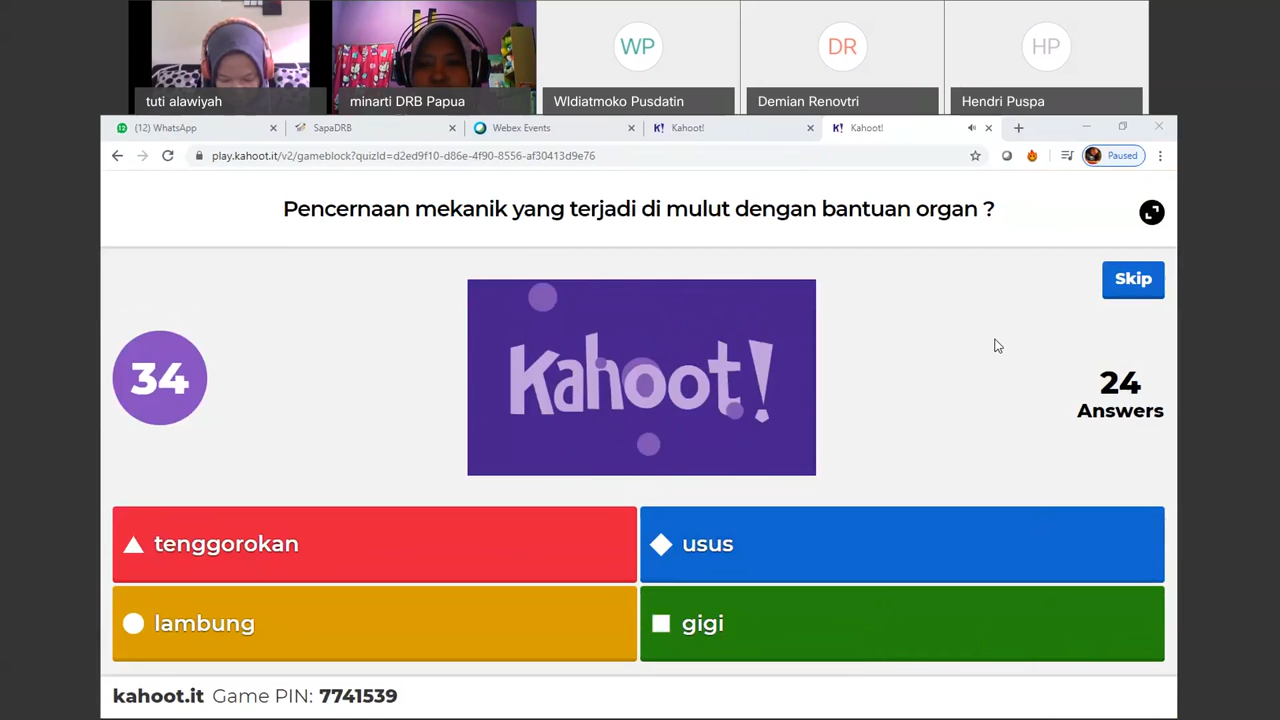 WP
DR
HP
tuti alawiyah
minarti DRB Papua
WIdiatmoko Pusdatin
Demian Renovtri
Hendri Puspa
(12) WhatsApp
SapaDRB
Webex Events
Kahoot!
Kahoot!
play.kahoot.it/v2/gameblock?quizId=d2ed9f10-d86e-4f90-8556-af30413d9e76
Paused
Pencernaan mekanik yang terjadi di mulut dengan bantuan organ ?
Skip
34
Kahoot!
24
Answers
tenggorokan
usus
lambung
gigi
kahoot.it Game PIN: 7741539